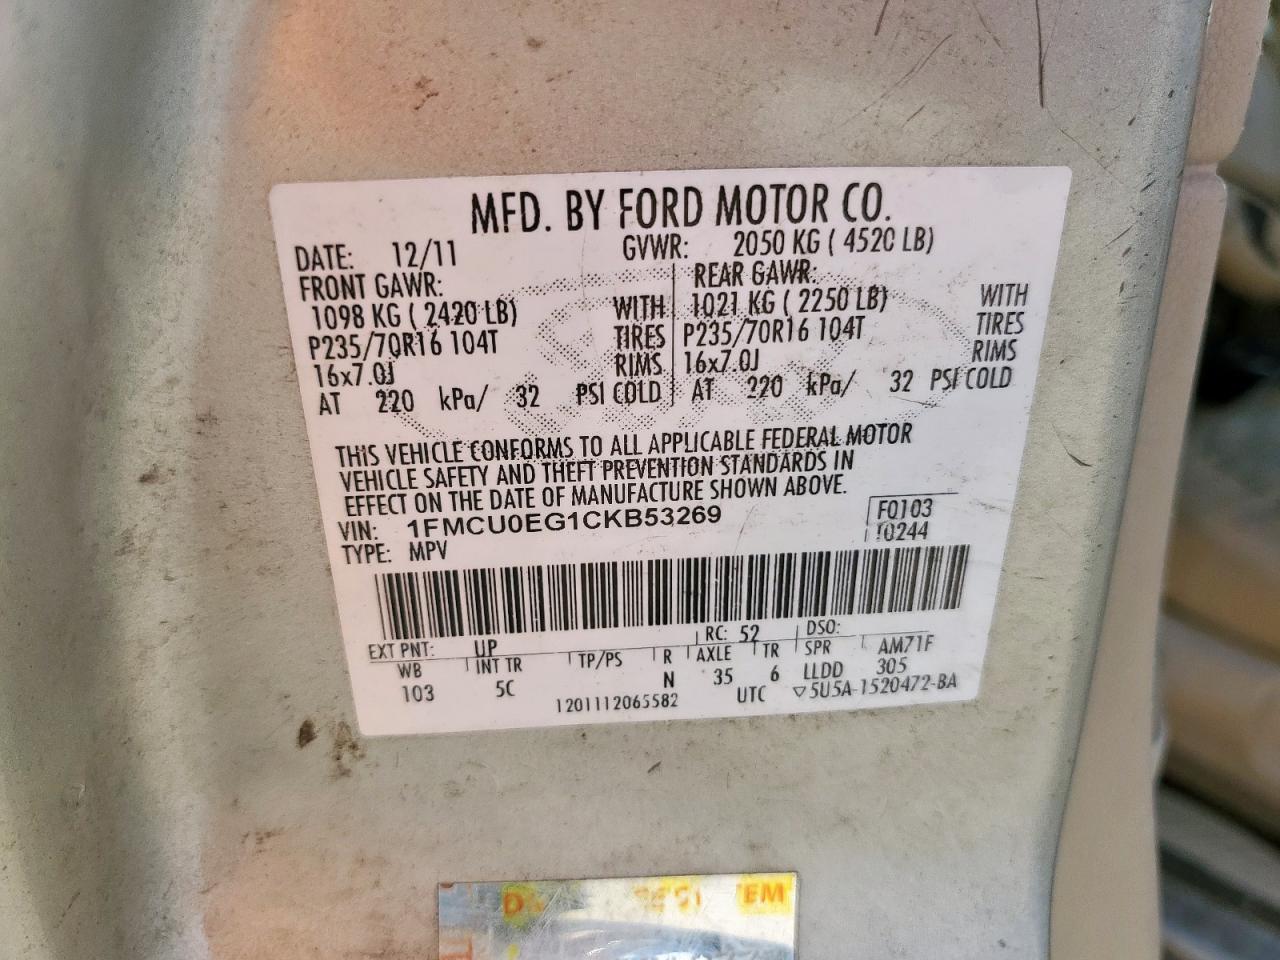 MFD. BY FORD MOTOR CO.
DATE: 12/11 GVWR: 2050 KG ( 4520 LB)
FRONT GAWR: REAR GAWR:
1098 KG ( 2420 LB) WITH 1021 KG ( 2250 LB) WITH
P235/70R16 104T TIRES P235/70R16 104T TIRES
16x7.0J RIMS 16x7.0J RIMS
AT 220 kPa/ 32 PSI COLD AT 220 kPa/ 32 PSI COLD
THIS VEHICLE CONFORMS TO ALL APPLICABLE FEDERAL MOTOR
VEHICLE SAFETY AND THEFT PREVENTION STANDARDS IN
EFFECT ON THE DATE OF MANUFACTURE SHOWN ABOVE.
VIN: 1FMCU0EG1CKB53269 F0103
TYPE: MPV T0244
EXT PNT: UP RC: 52 DSO:
WB INT TR TP/PS R AXLE TR SPR AM71F
103 5C N 35 6 LLDD 305
1201112065582 UTC ▽5U5A-1520472-BA
EM